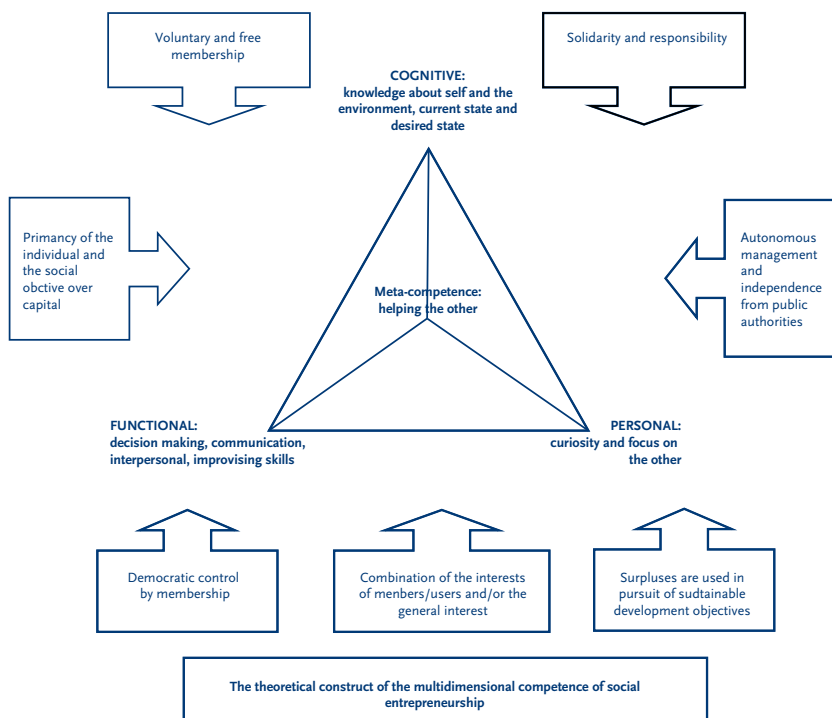 Voluntary and free
membership
Solidarity and responsibility
COGNITIVE:
knowledge about self and the
environment, current state and
desired state
Primancy of the
individual and
the social
obctive over
capital
Meta-competence:
helping the other
Autonomous
management
and
independence
from public
authorities
FUNCTIONAL:
decision making, communication,
interpersonal, improvising skills
PERSONAL:
curiosity and focus on
the other
Democratic control
by membership
Combination of the interests
of menbers/users and/or the
general interest
Surpluses are used in
pursuit of sudtainable
development objectives
The theoretical construct of the multidimensional competence of social
entrepreneurship